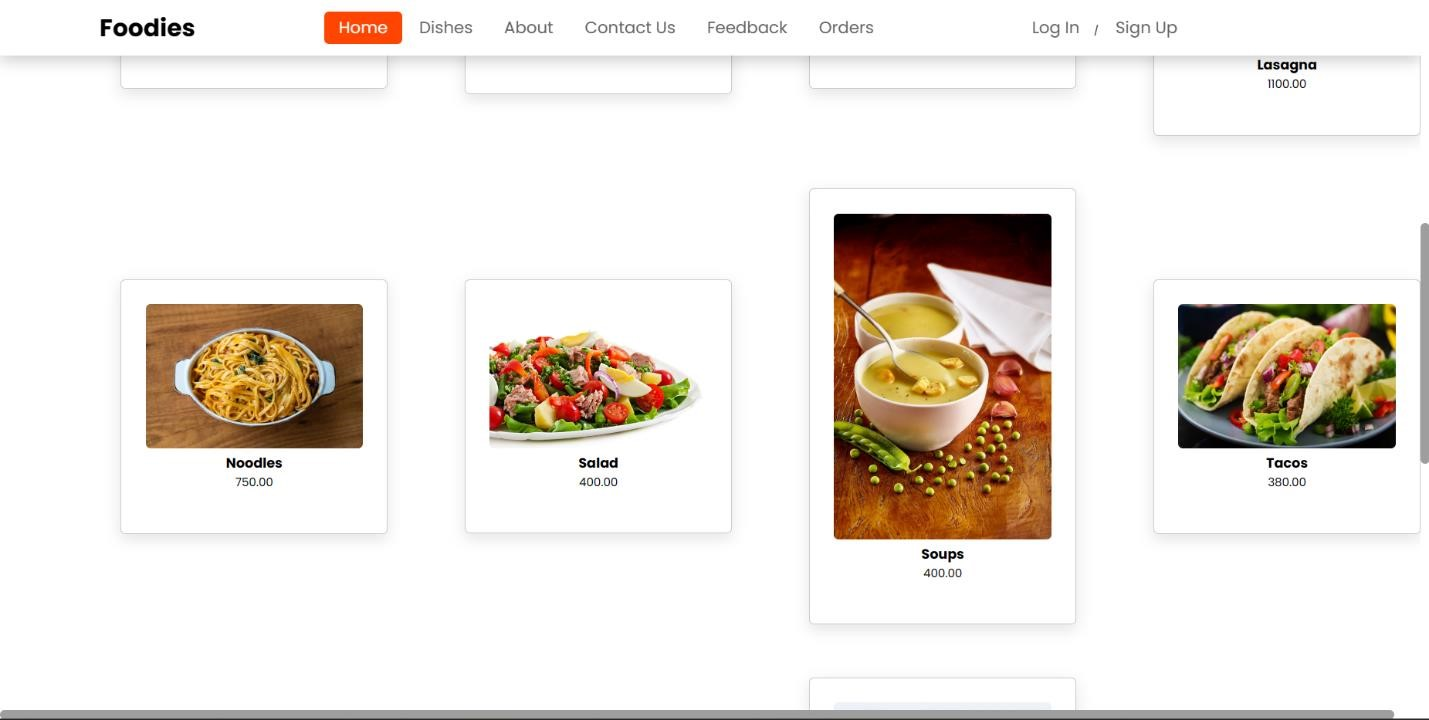 Foodies Home Dishes About Contact Us Feedback Orders Log In / Sign Up
Lasagna
1100.00
Noodles
750.00
Salad
400.00
Soups
400.00
Tacos
380.00